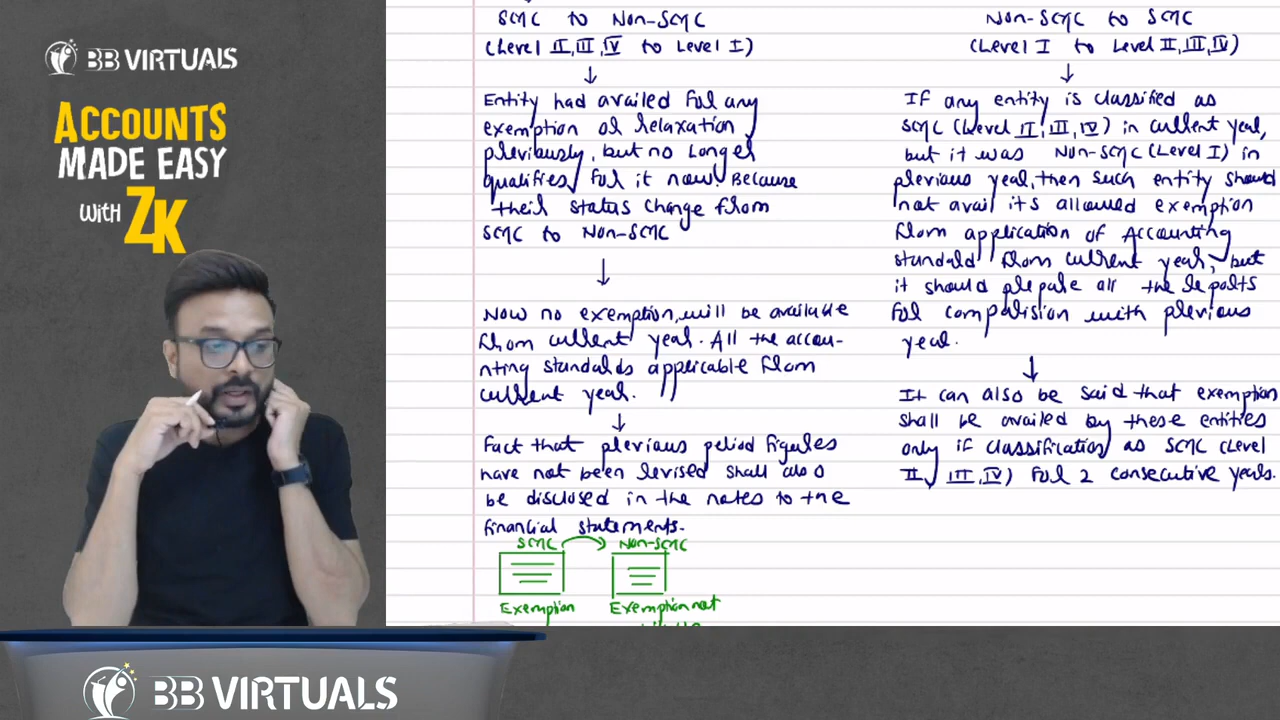 BB VIRTUALS
ACCOUNTS
MADE EASY
WITH ZK
SMC to Non-SMC
(Level II, III, IV to Level I)
Entity had availed for any
exemption or relaxation
previously, but no longer
qualifies for it now. Because
their status change from
SMC to Non-SMC
Now no exemption, will be available
from current year. All the accou-
nting standards applicable from
current year.
Fact that previous period figures
have not been revised shall also
be disclosed in the notes to the
financial statements.
SMC Non-SMC
Exemption Exemption not
Non-SMC to SMC
(Level I to Level II, III, IV)
If any entity is classified as
SMC (Level II, III, IV) in current year,
but it was Non-SMC (Level I) in
previous year, then such entity should
not avail its allowed exemption
from application of Accounting
standard from current year, but
it should prepare all the reports
for comparision with previous
year.
It can also be said that exemption
shall be availed by these entities
only if classification as SMC (Level
II, III, IV) for 2 consecutive years.
BB VIRTUALS